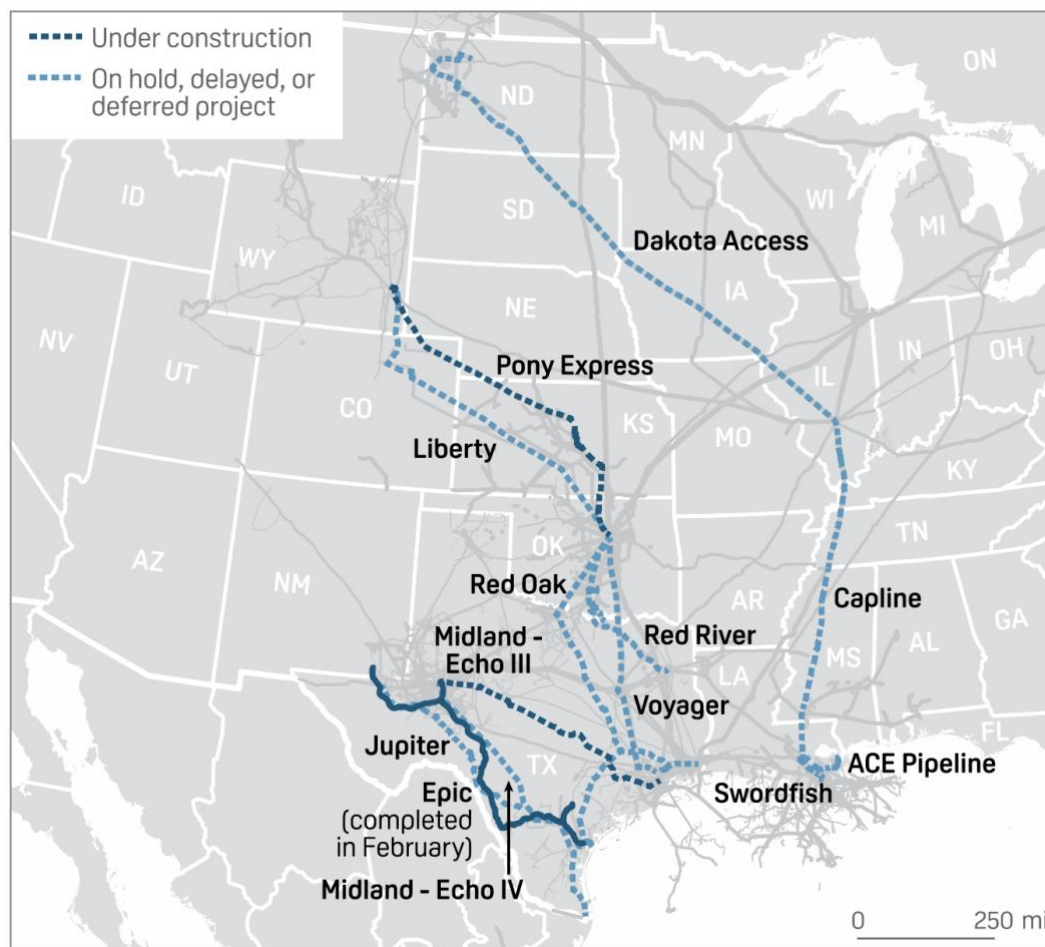 Under construction
On hold, delayed, or
deferred project
ON
ND
MN
ID
SD
WI
MI
Dakota Access
WY
IA
NE
NV
IN
OH
UT
Pony Express
IL
CO
KS
MO
Liberty
KY
TN
AZ
OK
NM
Red Oak
AR
Capline
GA
Midland -
Echo III
Red River
MS
AL
LA
Voyager
FL
Jupiter
TX
ACE Pipeline
Epic
(completed
in February)
Swordfish
Midland - Echo IV
0
250 mi